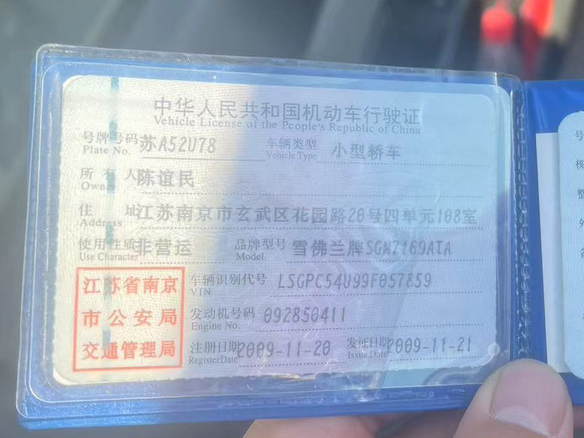 中华人民共和国机动车行驶证
Vehicle License of the People's Republic of China
号牌号码 苏A52U78 车辆类型 小型轿车
Plate No. Vehicle Type
所有人 陈谊民
Owner
住址 江苏南京市玄武区花园路20号四单元108室
Address
使用性质 非营运 品牌型号 雪佛兰牌SGM7169ATA
Use Character Model
江苏省南京
市公安局
交通管理局
车辆识别代号 LSGPC54U99F057859
VIN
发动机号码 092850411
Engine No.
注册日期 2009-11-20 发证日期 2009-11-21
Register Date Issue Date